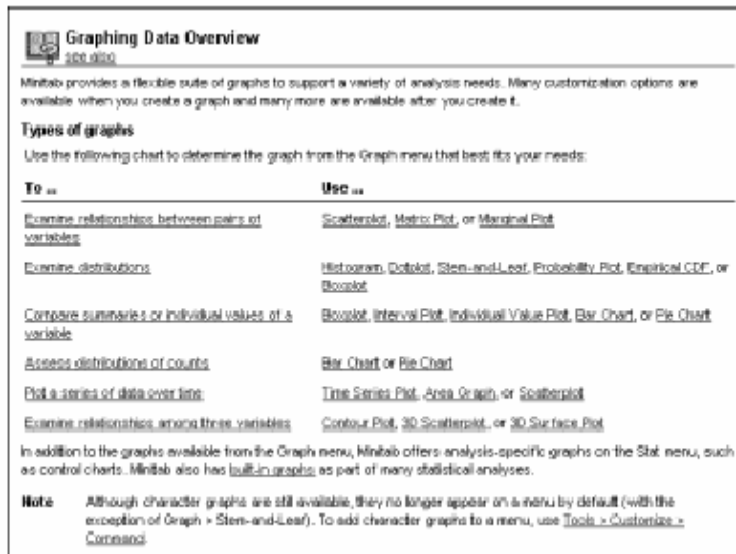 Graphing Data Overview
see also
Minitab provides a flexible suite of graphs to support a variety of analysis needs. Many customization options are
available when you create a graph and many more are available after you create it.
Types of graphs
Use the following chart to determine the graph from the Graph menu that best fits your needs:
To ... Use ...
Examine relationships between pairs of Scatterplot, Matrix Plot, or Marginal Plot
variables
Examine distributions Histogram, Dotplot, Stem-and-Leaf, Probability Plot, Empirical CDF, or
Boxplot
Compare summaries or individual values of a Boxplot, Interval Plot, Individual Value Plot, Bar Chart, or Pie Chart
variable
Assess distributions of counts Bar Chart or Pie Chart
Plot a series of data over time Time Series Plot, Area Graph, or Scatterplot
Examine relationships among three variables Contour Plot, 3D Scatterplot, or 3D Surface Plot
In addition to the graphs available from the Graph menu, Minitab offers analysis-specific graphs on the Stat menu, such
as control charts. Minitab also has built-in graphs as part of many statistical analyses.
Note Although character graphs are still available, they no longer appear on a menu by default (with the
exception of Graph > Stem-and-Leaf). To add character graphs to a menu, use Tools > Customize >
Command.